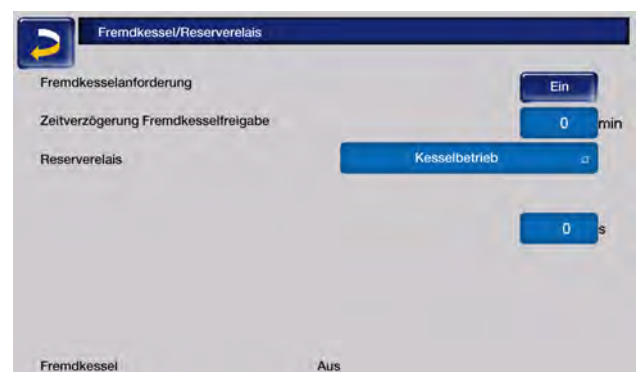 Fremdkessel/Reserverelais
Fremdkesselanforderung Ein
Zeitverzögerung Fremdkesselfreigabe 0 min
Reserverelais Kesselbetrieb
0 s
Fremdkessel Aus